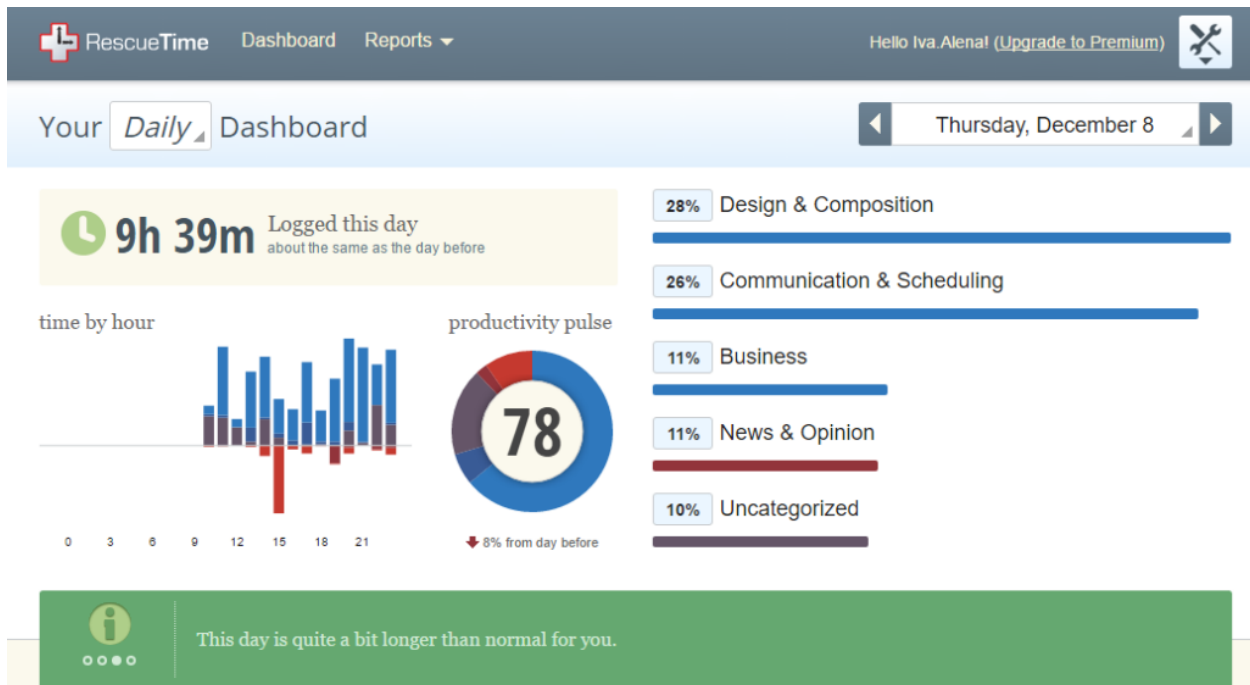 RescueTime Dashboard Reports
Hello Iva.Alena! (Upgrade to Premium)
Your Daily Dashboard
Thursday, December 8
9h 39m Logged this day
about the same as the day before
time by hour
productivity pulse
78
0 3 6 9 12 15 18 21
8% from day before
28% Design & Composition
26% Communication & Scheduling
11% Business
11% News & Opinion
10% Uncategorized
This day is quite a bit longer than normal for you.